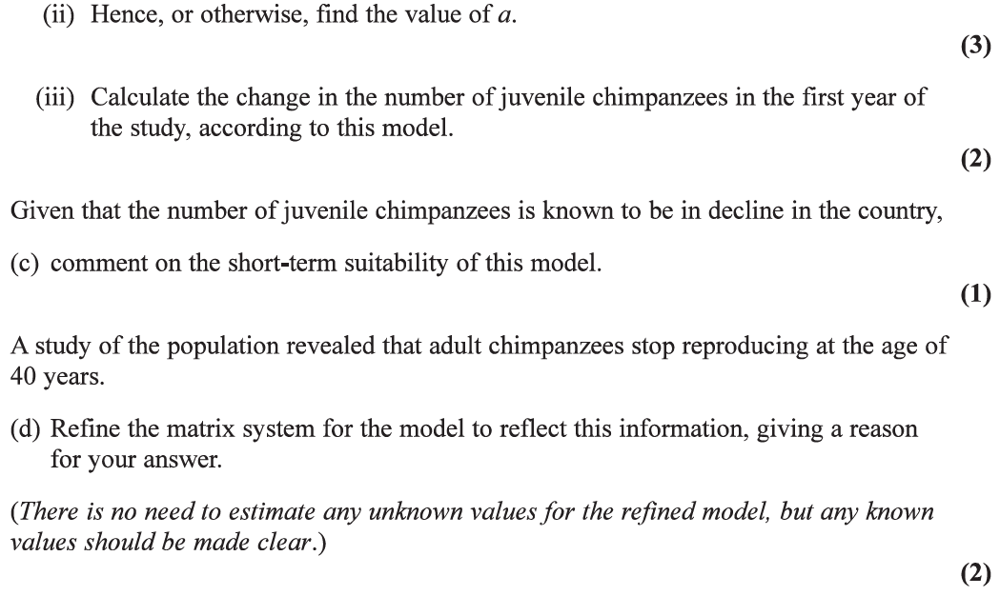 (ii) Hence, or otherwise, find the value of a.
(3)
(iii) Calculate the change in the number of juvenile chimpanzees in the first year of
the study, according to this model.
(2)
Given that the number of juvenile chimpanzees is known to be in decline in the country,
(c) comment on the short-term suitability of this model.
(1)
A study of the population revealed that adult chimpanzees stop reproducing at the age of
40 years.
(d) Refine the matrix system for the model to reflect this information, giving a reason
for your answer.
(There is no need to estimate any unknown values for the refined model, but any known
values should be made clear.)
(2)